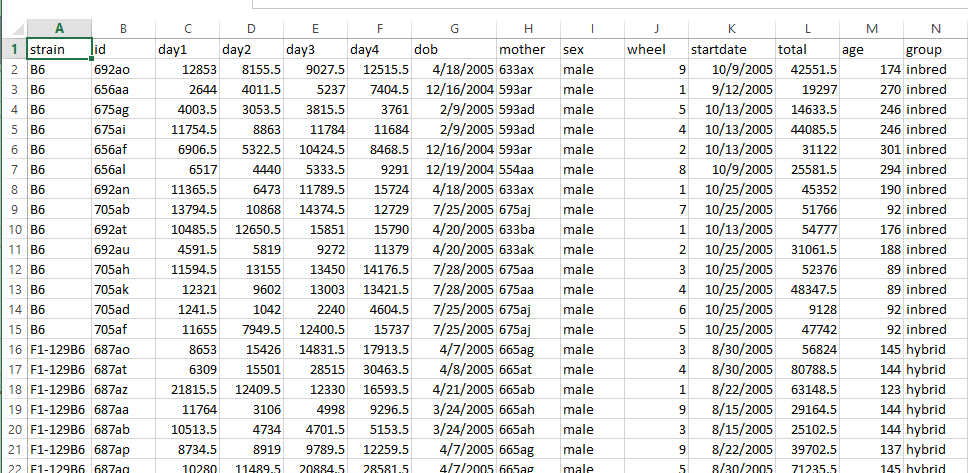 A B C D E F G H I J K L M N
1 strain id day1 day2 day3 day4 dob mother sex wheel startdate total age group
2 B6 692ao 12853 8155.5 9027.5 12515.5 4/18/2005 633ax male 9 10/9/2005 42551.5 174 inbred
3 B6 656aa 2644 4011.5 5237 7404.5 12/16/2004 593ar male 1 9/12/2005 19297 270 inbred
4 B6 675ag 4003.5 3053.5 3815.5 3761 2/9/2005 593ad male 5 10/13/2005 14633.5 246 inbred
5 B6 675ai 11754.5 8863 11784 11684 2/9/2005 593ad male 4 10/13/2005 44085.5 246 inbred
6 B6 656af 6906.5 5322.5 10424.5 8468.5 12/16/2004 593ar male 2 10/13/2005 31122 301 inbred
7 B6 656al 6517 4440 5333.5 9291 12/19/2004 554aa male 8 10/9/2005 25581.5 294 inbred
8 B6 692an 11365.5 6473 11789.5 15724 4/18/2005 633ax male 1 10/25/2005 45352 190 inbred
9 B6 705ab 13794.5 10868 14374.5 12729 7/25/2005 675aj male 7 10/25/2005 51766 92 inbred
10 B6 692at 10485.5 12650.5 15851 15790 4/20/2005 633ba male 1 10/13/2005 54777 176 inbred
11 B6 692au 4591.5 5819 9272 11379 4/20/2005 633ak male 2 10/25/2005 31061.5 188 inbred
12 B6 705ah 11594.5 13155 13450 14176.5 7/28/2005 675aa male 3 10/25/2005 52376 89 inbred
13 B6 705ak 12321 9602 13003 13421.5 7/28/2005 675aa male 4 10/25/2005 48347.5 89 inbred
14 B6 705ad 1241.5 1042 2240 4604.5 7/25/2005 675aj male 6 10/25/2005 9128 92 inbred
15 B6 705af 11655 7949.5 12400.5 15737 7/25/2005 675aj male 5 10/25/2005 47742 92 inbred
16 F1-129B6 687ao 8653 15426 14831.5 17913.5 4/7/2005 665ag male 3 8/30/2005 56824 145 hybrid
17 F1-129B6 687at 6309 15501 28515 30463.5 4/8/2005 665at male 4 8/30/2005 80788.5 144 hybrid
18 F1-129B6 687az 21815.5 12409.5 12330 16593.5 4/21/2005 665ab male 1 8/22/2005 63148.5 123 hybrid
19 F1-129B6 687aa 11764 3106 4998 9296.5 3/24/2005 665ah male 9 8/15/2005 29164.5 144 hybrid
20 F1-129B6 687ab 10513.5 4734 4701.5 5153.5 3/24/2005 665ah male 3 8/15/2005 25102.5 144 hybrid
21 F1-129B6 687ap 8734.5 8919 9789.5 12259.5 4/7/2005 665ag male 9 8/22/2005 39702.5 137 hybrid
22 F1-129B6 687aq 10280 11489.5 20884.5 28581.5 4/7/2005 665ag male 5 8/30/2005 71235.5 145 hybrid